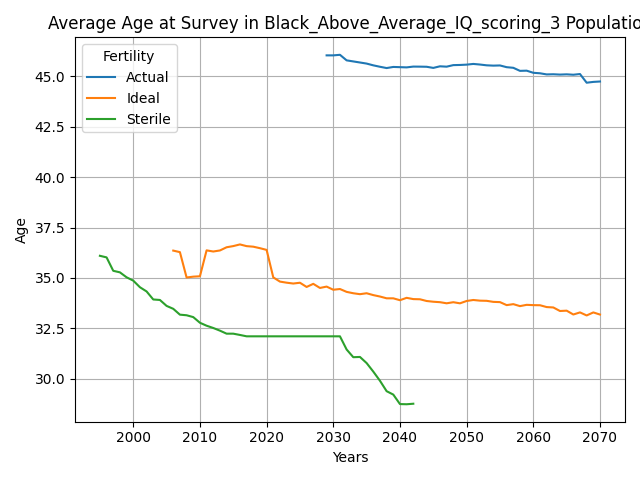 Average Age at Survey in Black_Above_Average_IQ_scoring_3 Populatio
Fertility
Actual
Ideal
Sterile
45.0
42.5
40.0
37.5
35.0
32.5
30.0
Age
2000 2010 2020 2030 2040 2050 2060 2070
Years